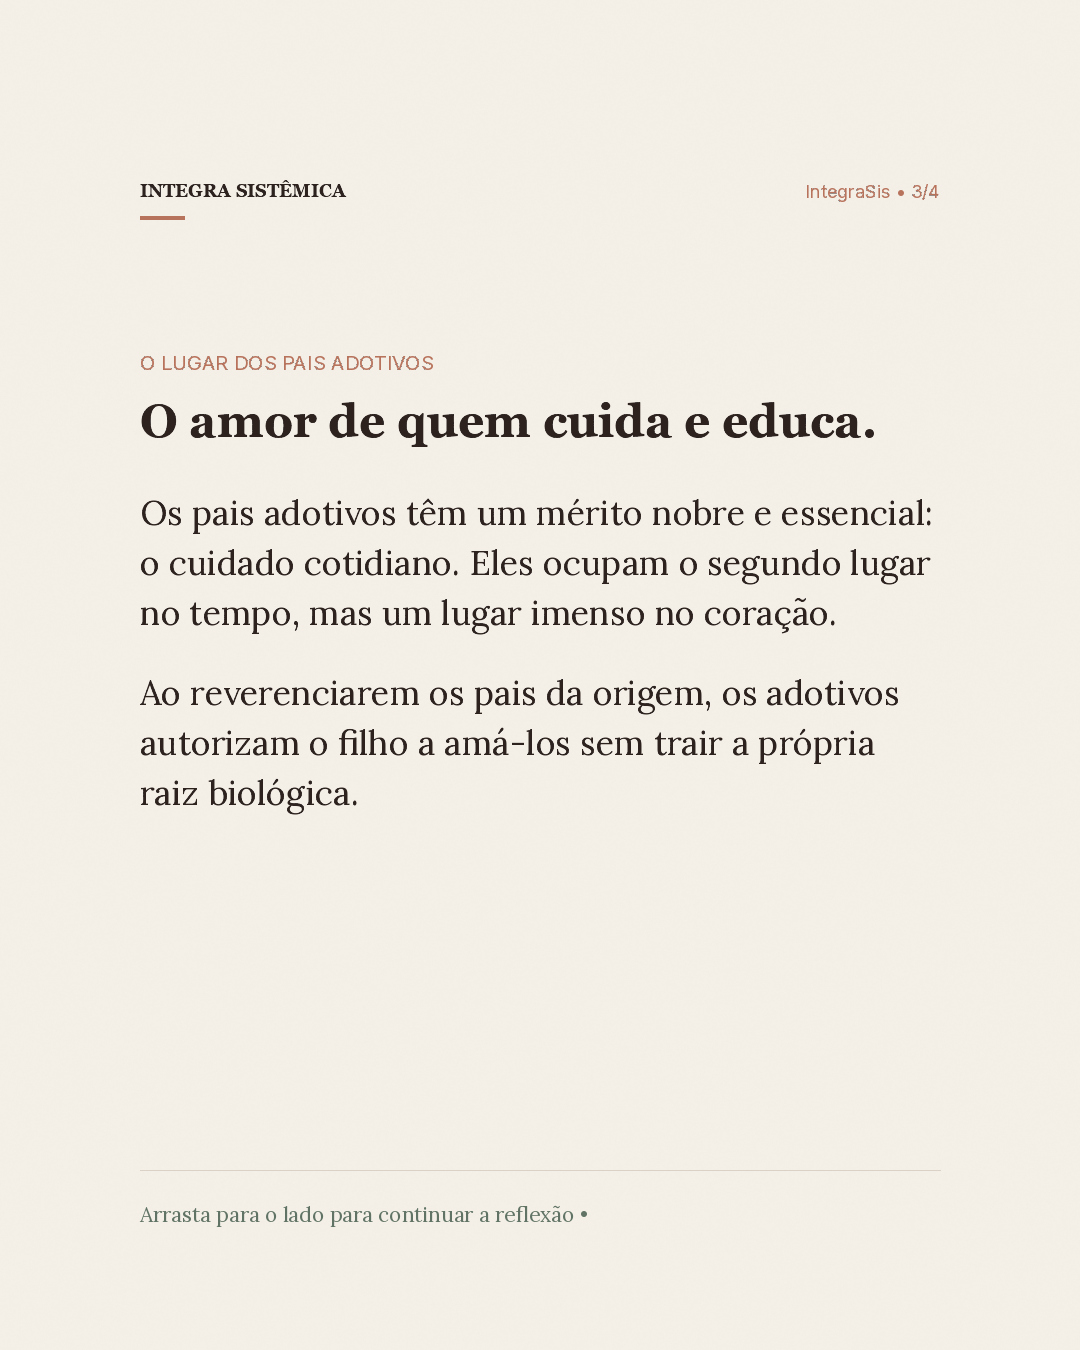 INTEGRA SISTÊMICA
IntegraSis • 3/4
O LUGAR DOS PAIS ADOTIVOS
O amor de quem cuida e educa.
Os pais adotivos têm um mérito nobre e essencial:
o cuidado cotidiano. Eles ocupam o segundo lugar
no tempo, mas um lugar imenso no coração.
Ao reverenciarem os pais da origem, os adotivos
autorizam o filho a amá-los sem trair a própria
raiz biológica.
Arrasta para o lado para continuar a reflexão •